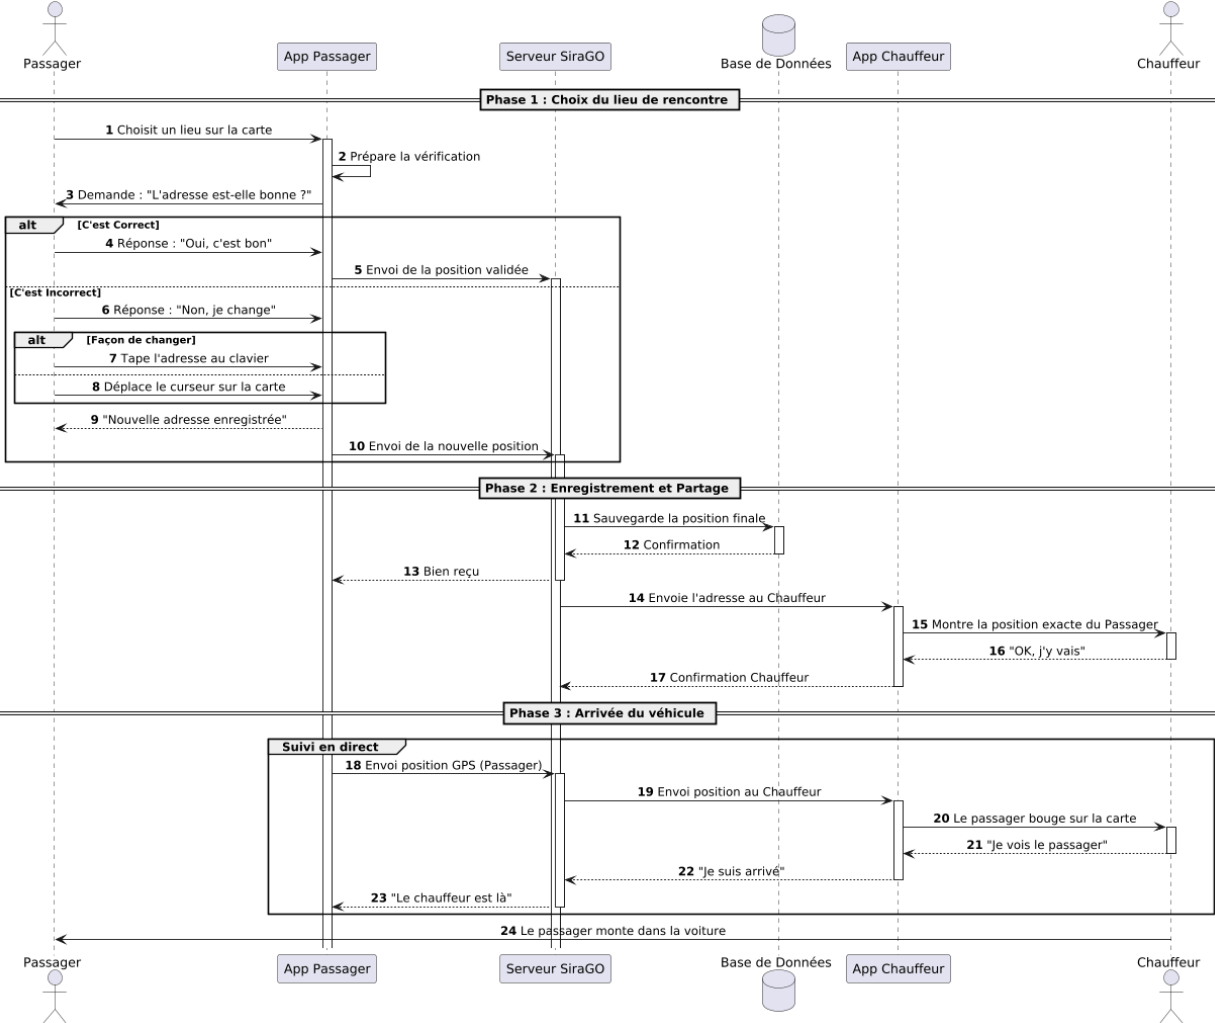 Passager
App Passager
Serveur SiraGO
Base de Données
App Chauffeur
Chauffeur
Phase 1 : Choix du lieu de rencontre
1 Choisit un lieu sur la carte
2 Prépare la vérification
3 Demande : "L'adresse est-elle bonne ?"
alt [C'est Correct]
4 Réponse : "Oui, c'est bon"
5 Envoi de la position validée
[C'est Incorrect]
6 Réponse : "Non, je change"
alt [Façon de changer]
7 Tape l'adresse au clavier
8 Déplace le curseur sur la carte
9 "Nouvelle adresse enregistrée"
10 Envoi de la nouvelle position
Phase 2 : Enregistrement et Partage
11 Sauvegarde la position finale
12 Confirmation
13 Bien reçu
14 Envoie l'adresse au Chauffeur
15 Montre la position exacte du Passager
16 "OK, j'y vais"
17 Confirmation Chauffeur
Phase 3 : Arrivée du véhicule
Suivi en direct
18 Envoi position GPS (Passager)
19 Envoi position au Chauffeur
20 Le passager bouge sur la carte
21 "Je vois le passager"
22 "Je suis arrivé"
23 "Le chauffeur est là"
24 Le passager monte dans la voiture
Passager
App Passager
Serveur SiraGO
Base de Données
App Chauffeur
Chauffeur